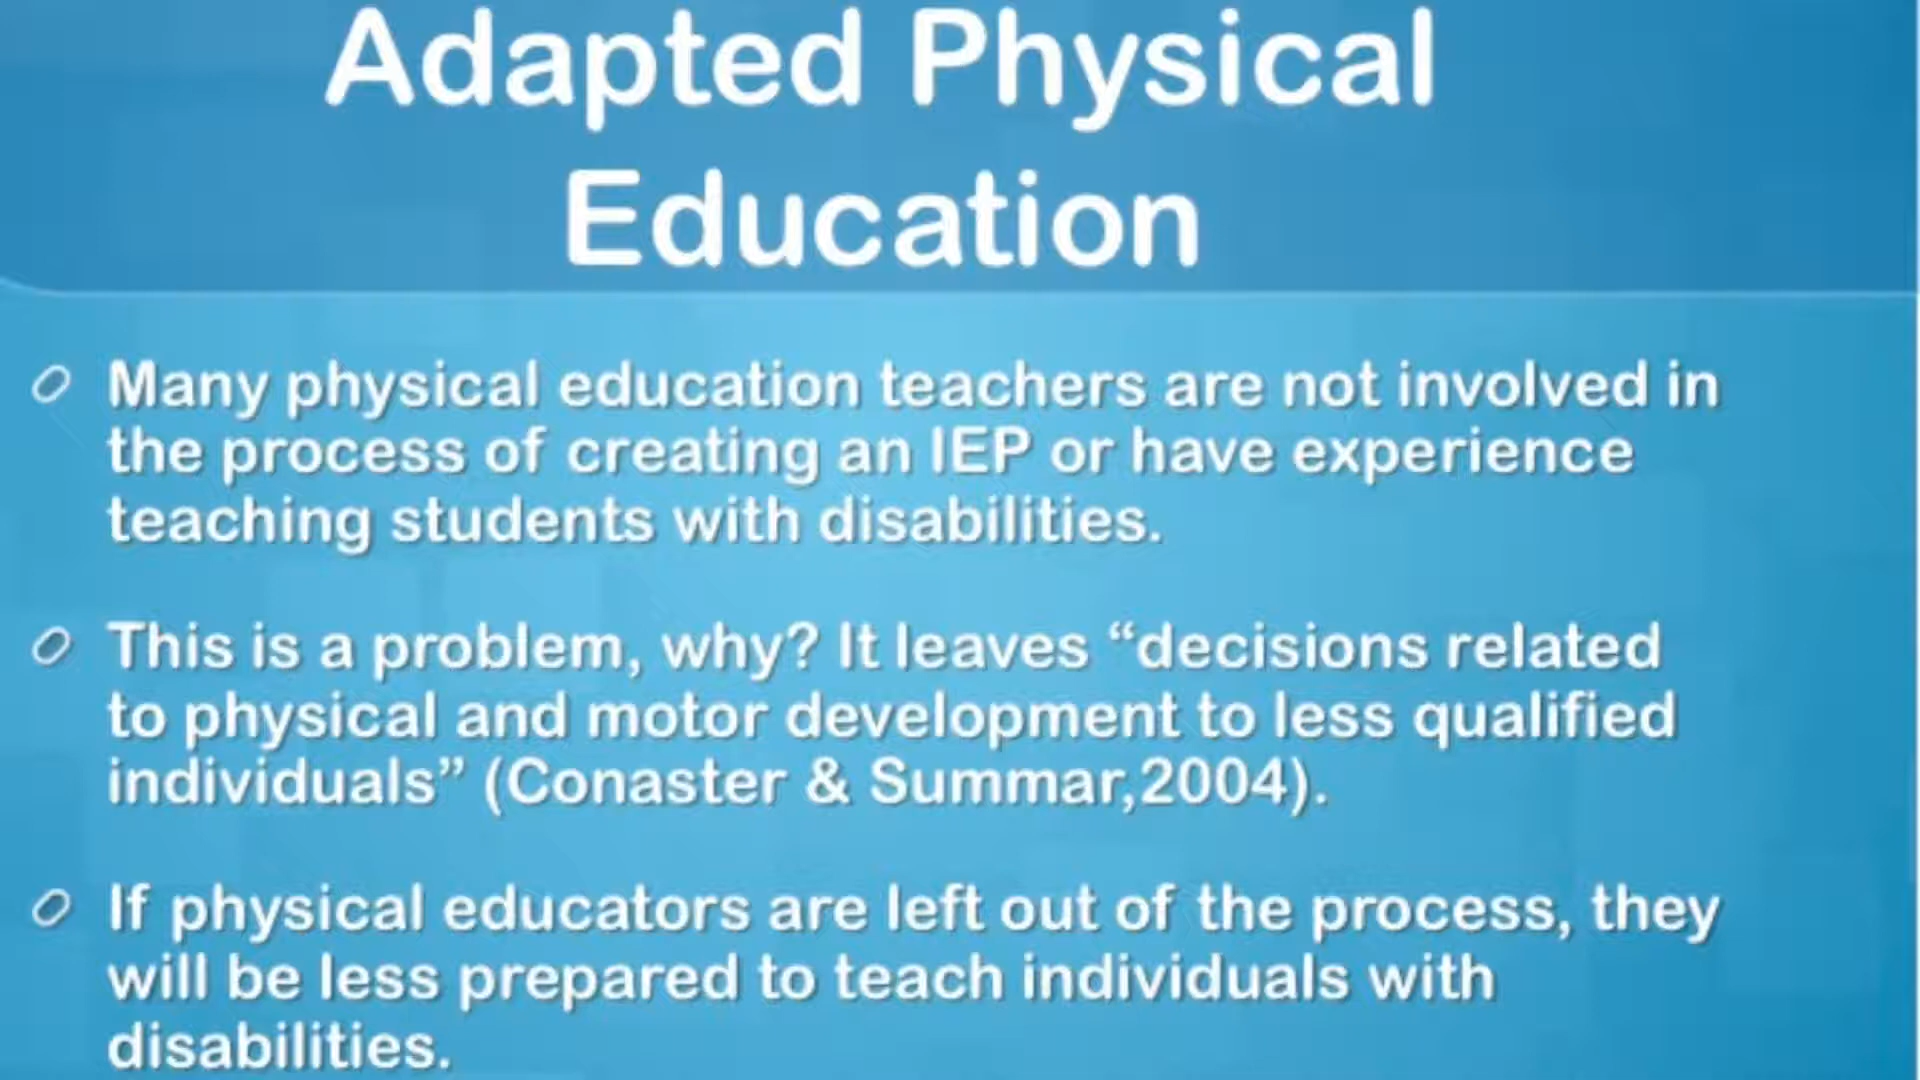 Adapted Physical
Education
Many physical education teachers are not involved in
the process of creating an IEP or have experience
teaching students with disabilities.
This is a problem, why? It leaves “decisions related
to physical and motor development to less qualified
individuals” (Conaster & Summar,2004).
If physical educators are left out of the process, they
will be less prepared to teach individuals with
disabilities.